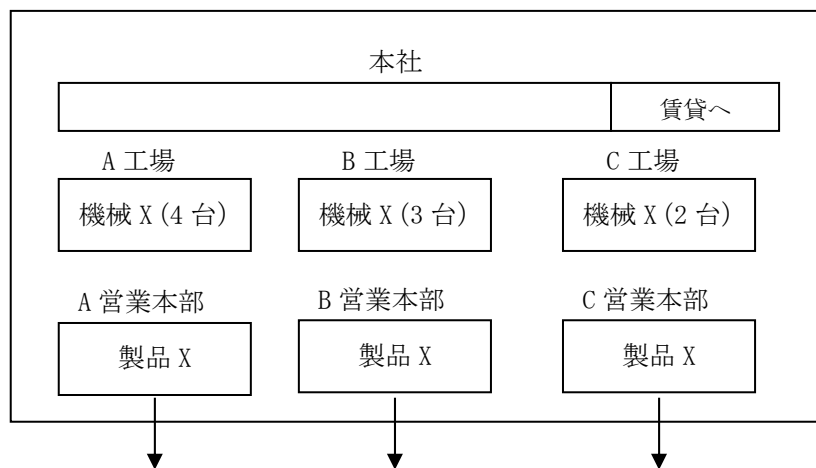 本社
賃貸へ
A工場 B工場 C工場
機械X(4台) 機械X(3台) 機械X(2台)
A営業本部 B営業本部 C営業本部
製品X 製品X 製品X